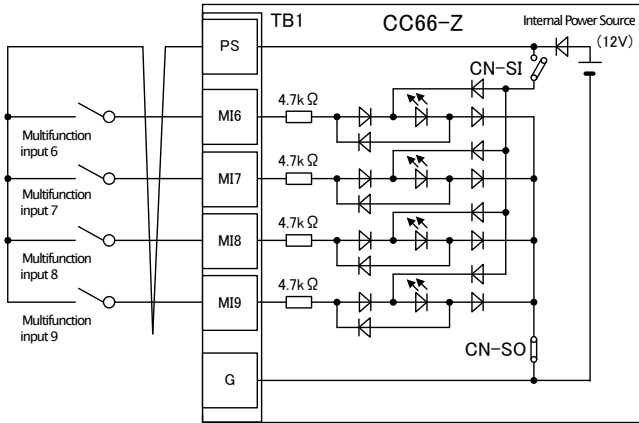 TB1
CC66-Z
Internal Power Source
(12V)
PS
CN-SI
4.7kΩ
MI6
Multifunction
input 6
4.7kΩ
MI7
Multifunction
input 7
4.7kΩ
MI8
Multifunction
input 8
4.7kΩ
MI9
Multifunction
input 9
CN-SO
G